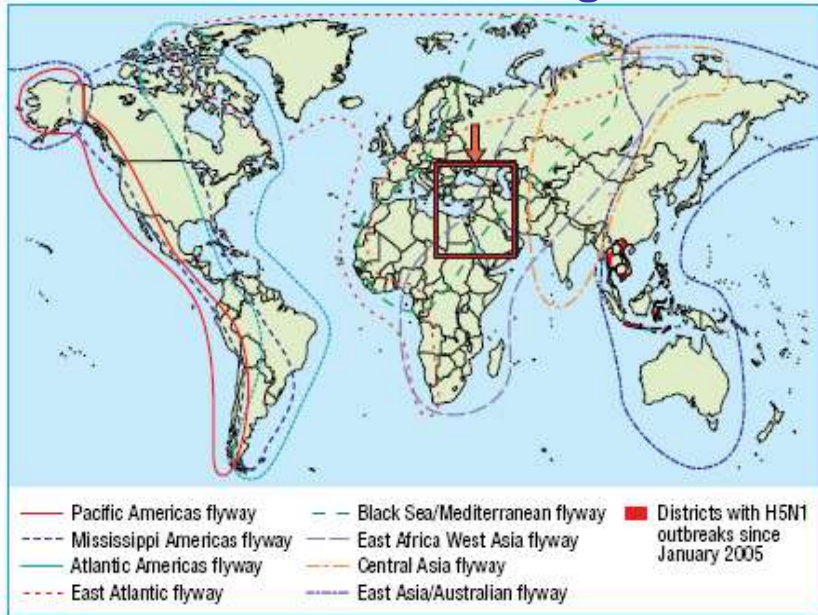 Pacific Americas flyway
Mississippi Americas flyway
Atlantic Americas flyway
East Atlantic flyway
Black Sea/Mediterranean flyway
East Africa West Asia flyway
Central Asia flyway
East Asia/Australian flyway
Districts with H5N1
outbreaks since
January 2005